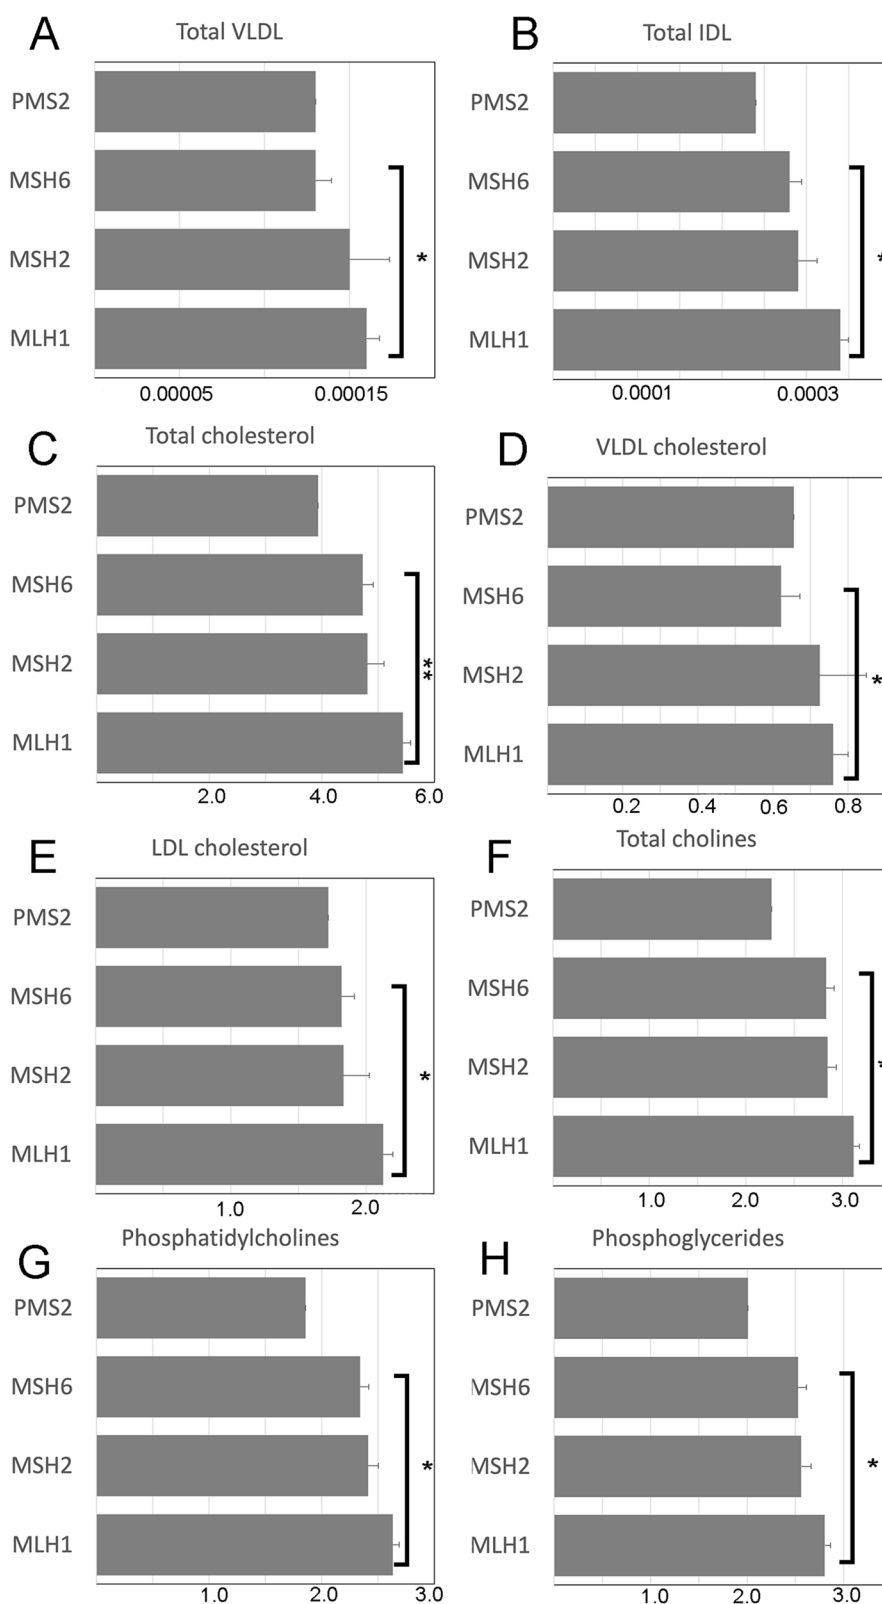 A
Total VLDL
PMS2
MSH6
MSH2
MLH1
*
0.00005
0.00015
B
Total IDL
PMS2
MSH6
MSH2
MLH1
*
0.0001
0.0003
C
Total cholesterol
PMS2
MSH6
MSH2
MLH1
**
2.0
4.0
6.0
D
VLDL cholesterol
PMS2
MSH6
MSH2
MLH1
*
0.2
0.4
0.6
0.8
E
LDL cholesterol
PMS2
MSH6
MSH2
MLH1
*
1.0
2.0
F
Total cholines
PMS2
MSH6
MSH2
MLH1
*
1.0
2.0
3.0
G
Phosphatidylcholines
PMS2
MSH6
MSH2
MLH1
*
1.0
2.0
3.0
H
Phosphoglycerides
PMS2
MSH6
MSH2
MLH1
*
1.0
2.0
3.0